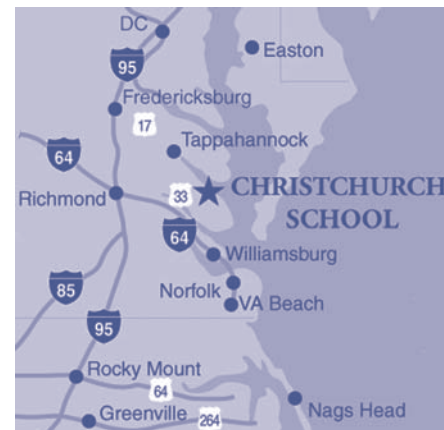 DC
Easton
95
Fredericksburg
17
Tappahannock
64
33
CHRISTCHURCH
SCHOOL
Richmond
64
Williamsburg
85
Norfolk
VA Beach
95
Rocky Mount
64
Greenville
264
Nags Head